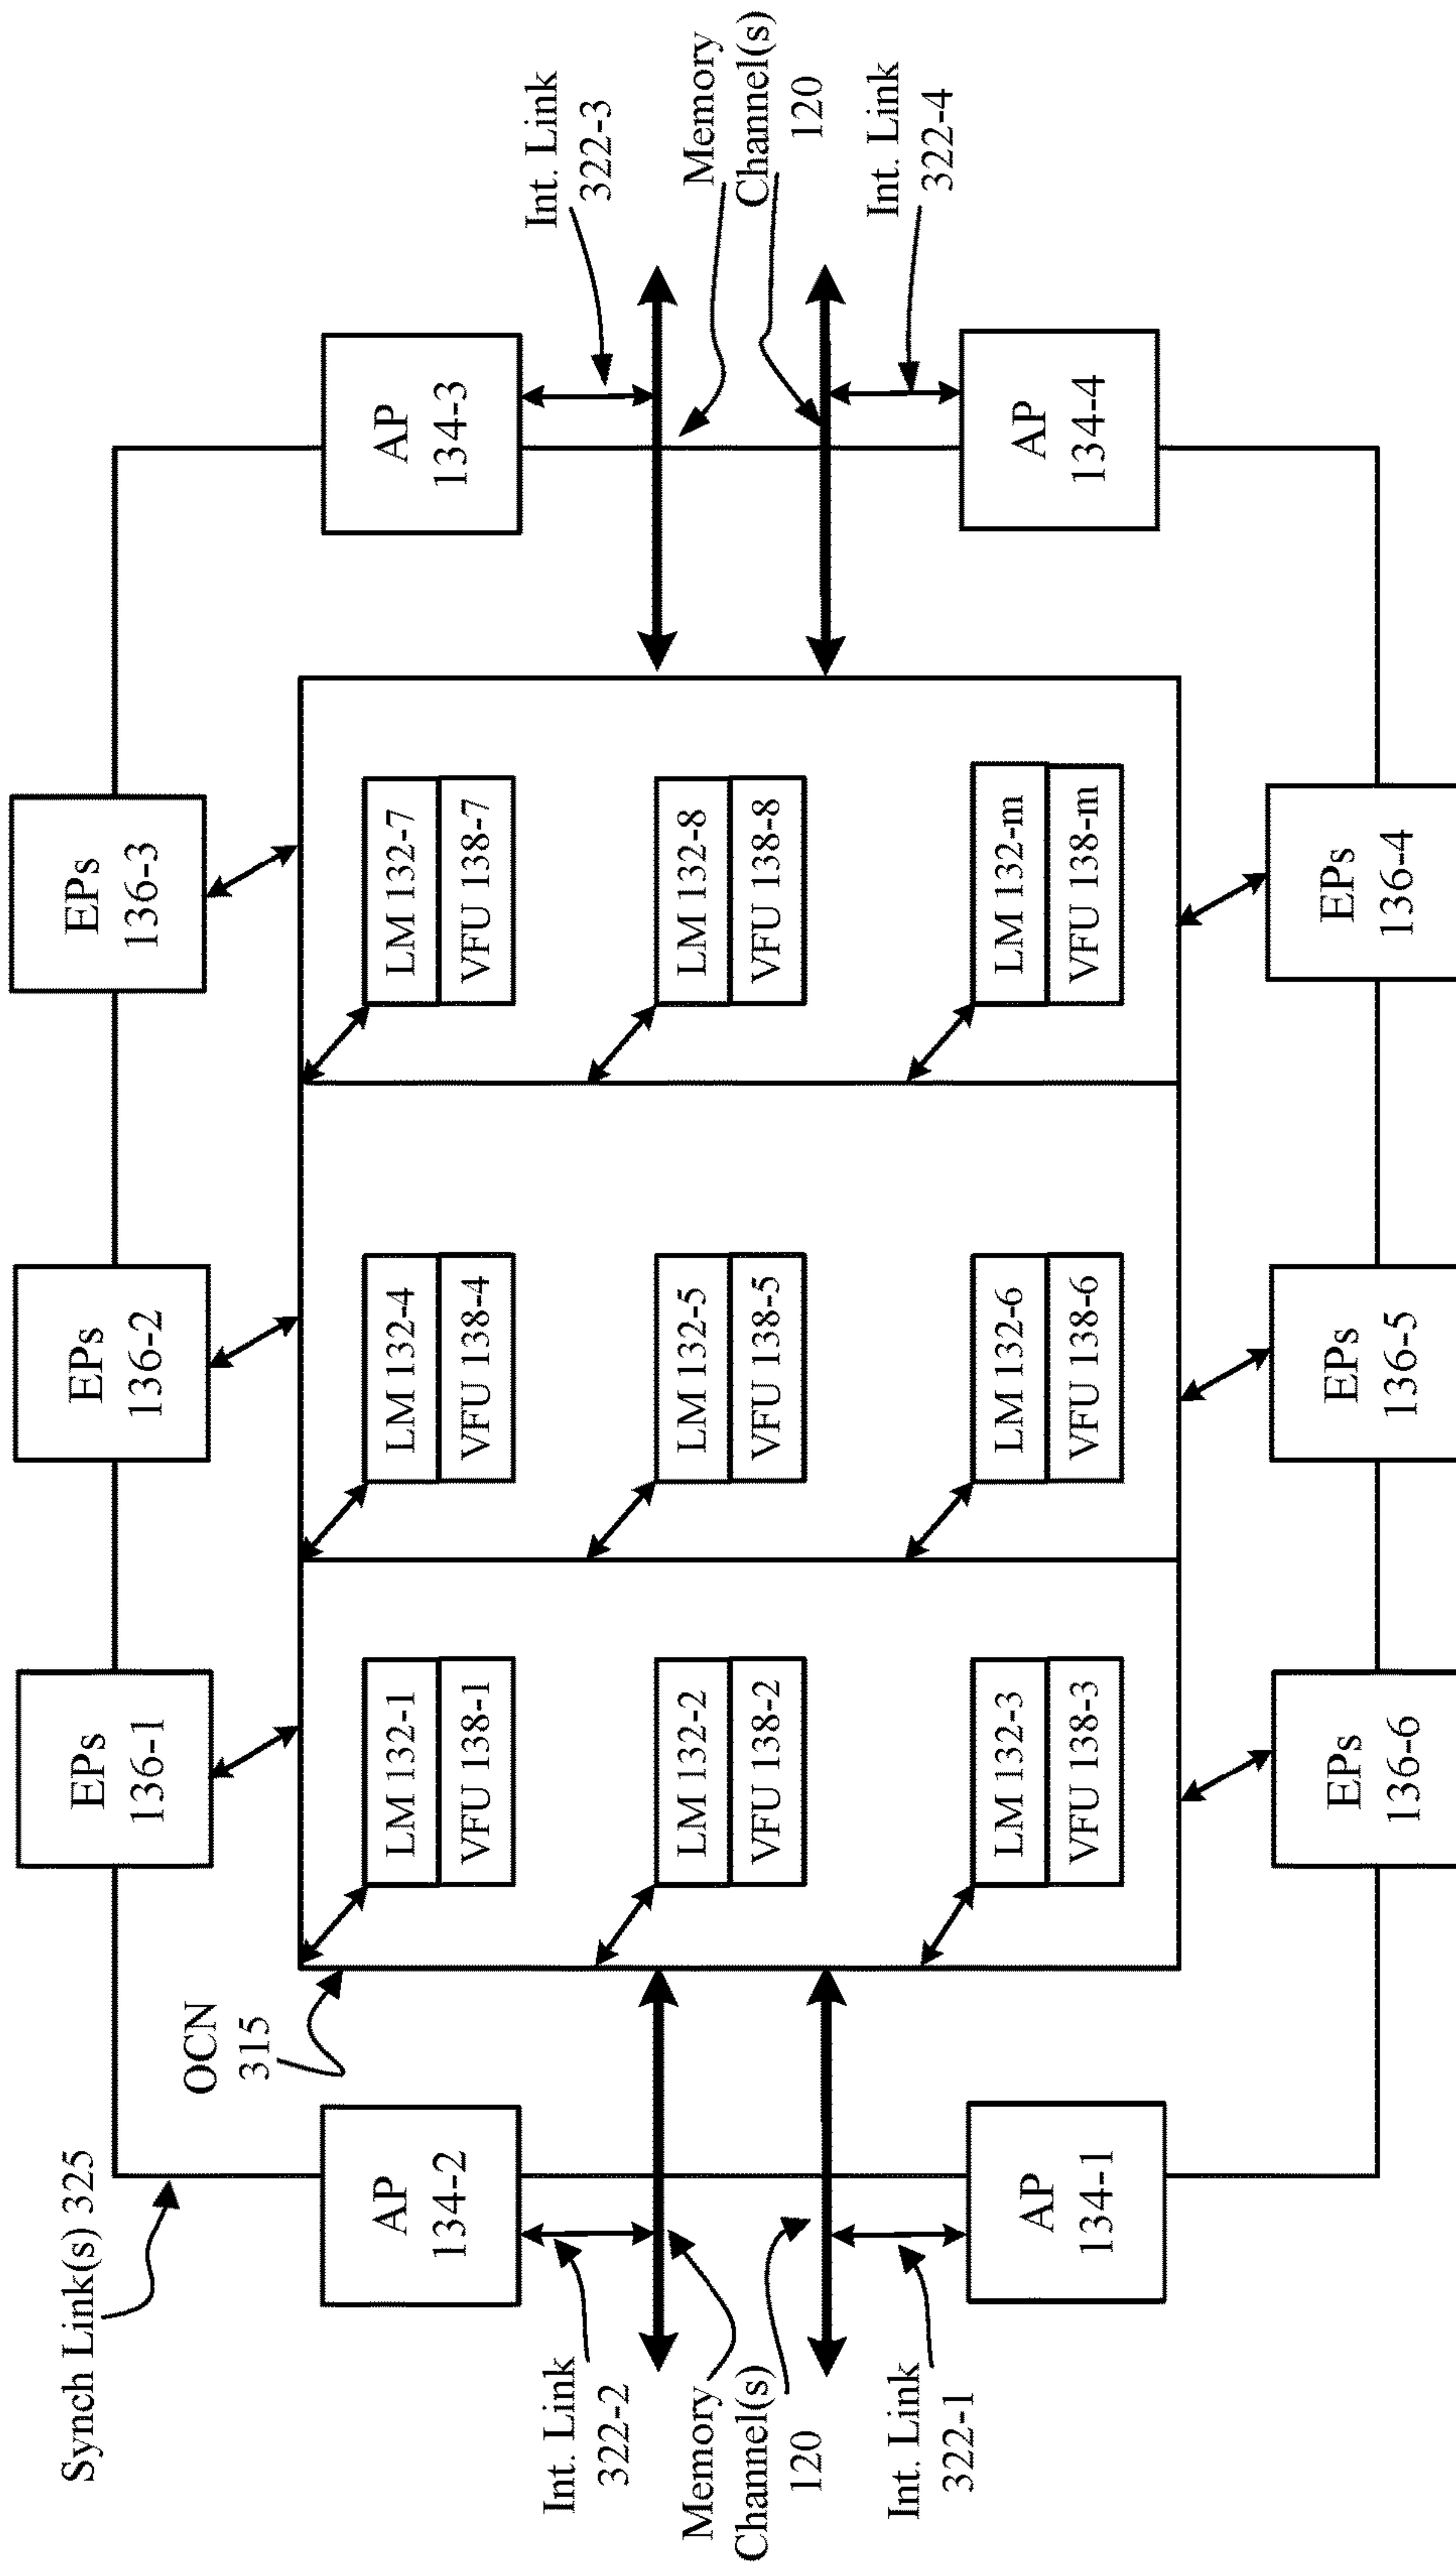 Synch Link(s) 325
EPs
136-1
EPs
136-2
EPs
136-3
OCN
315
AP
134-2
AP
134-3
LM 132-1
VFU 138-1
LM 132-4
VFU 138-4
LM 132-7
VFU 138-7
Int. Link
322-2
Int. Link
322-3
Memory
Channel(s)
120
LM 132-2
VFU 138-2
LM 132-5
VFU 138-5
LM 132-8
VFU 138-8
Memory
Channel(s)
120
Int. Link
322-1
Int. Link
322-4
AP
134-1
LM 132-3
VFU 138-3
LM 132-6
VFU 138-6
LM 132-m
VFU 138-m
AP
134-4
EPs
136-6
EPs
136-5
EPs
136-4